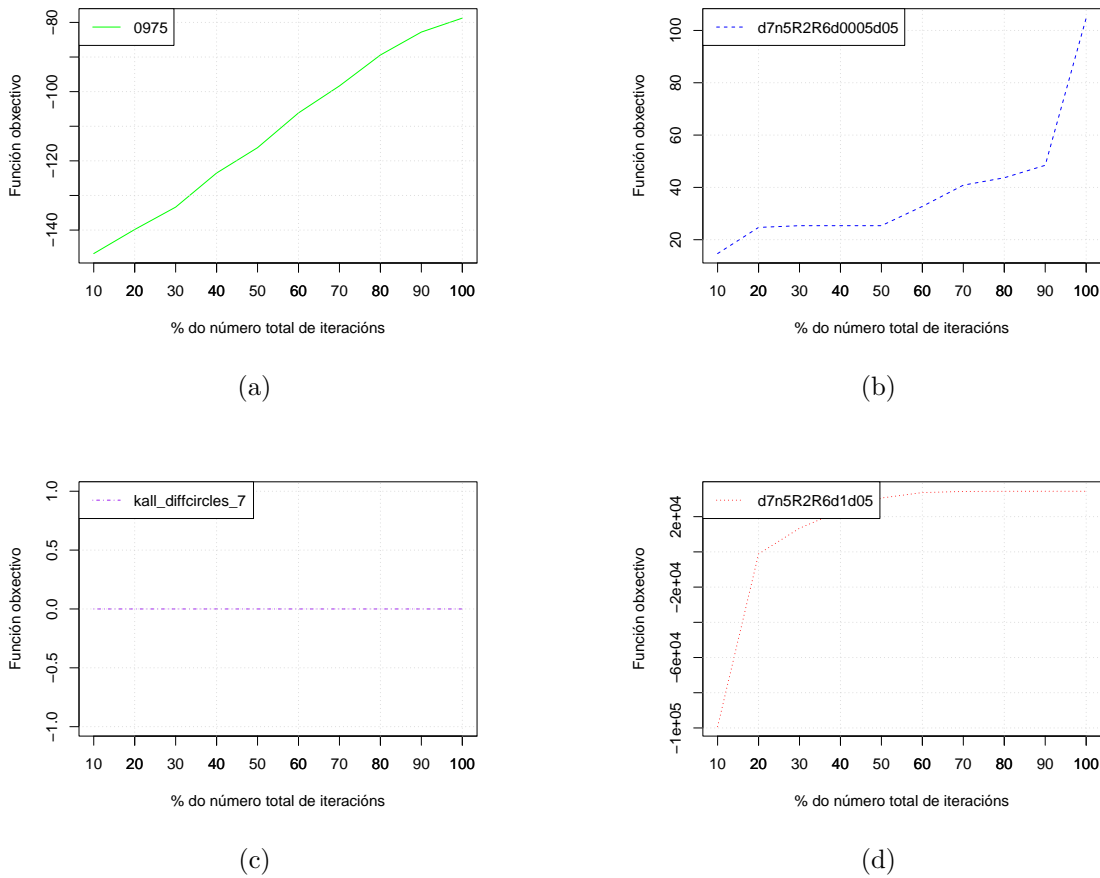 0975
Función obxectivo
−80
−100
−120
−140
10 20 30 40 50 60 70 80 90 100
% do número total de iteracións
(a)
d7n5R2R6d0005d05
Función obxectivo
100
80
60
40
20
10 20 30 40 50 60 70 80 90 100
% do número total de iteracións
(b)
kall_diffcircles_7
Función obxectivo
1.0
0.5
0.0
−0.5
−1.0
10 20 30 40 50 60 70 80 90 100
% do número total de iteracións
(c)
d7n5R2R6d1d05
Función obxectivo
2e+04
−2e+04
−6e+04
−1e+05
10 20 30 40 50 60 70 80 90 100
% do número total de iteracións
(d)